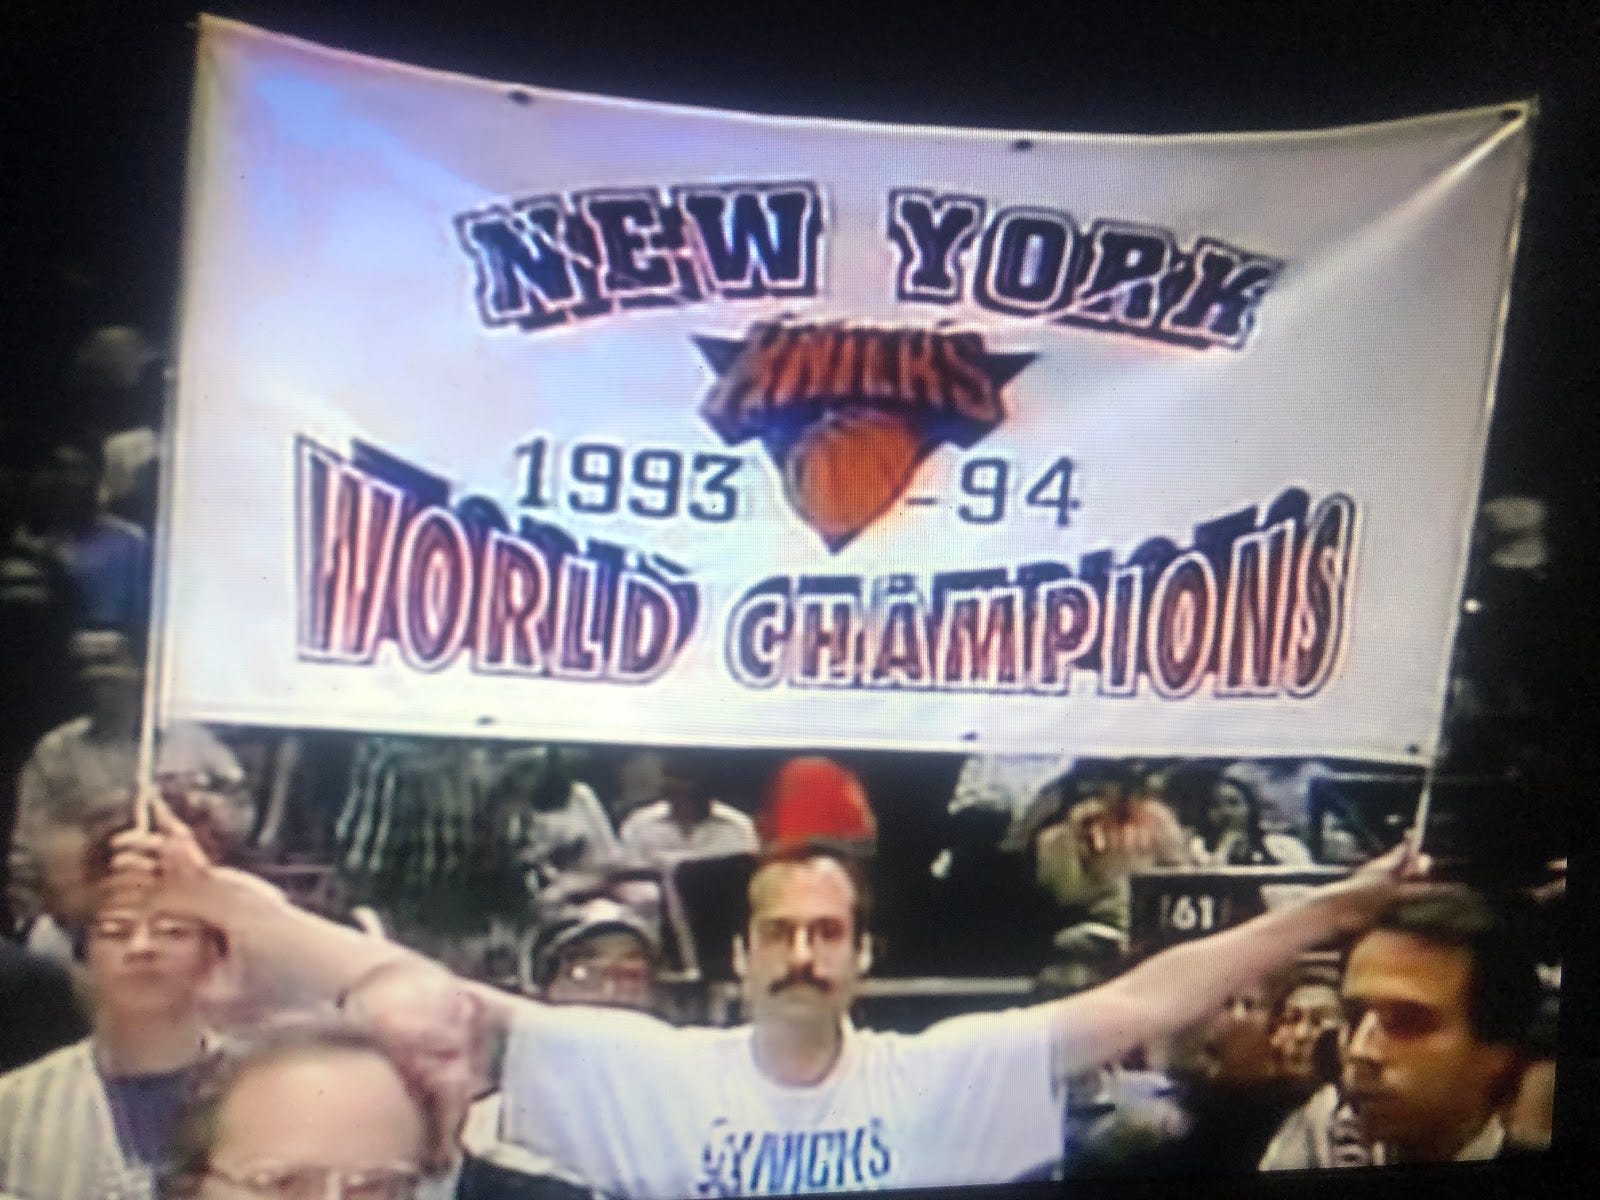 NEW YORK
KNICKS
1993 -94
WORLD CHAMPIONS
61
KNICKS